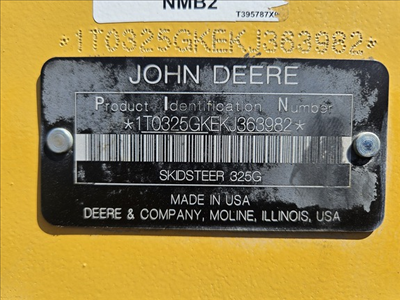 NMB2
T395787X
*1T0325GKEKJ363982*
JOHN DEERE
Product Identification Number
*1T0325GKEKJ363982*
SKIDSTEER 325G
MADE IN USA
DEERE & COMPANY, MOLINE, ILLINOIS, USA